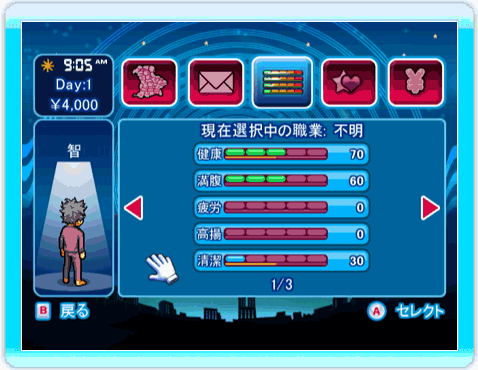 9:05 AM
Day:1
¥4,000
¥
智
現在選択中の職業: 不明
健康 70
満腹 60
疲労 0
高揚 0
清潔 30
1/3
B 戻る
A セレクト